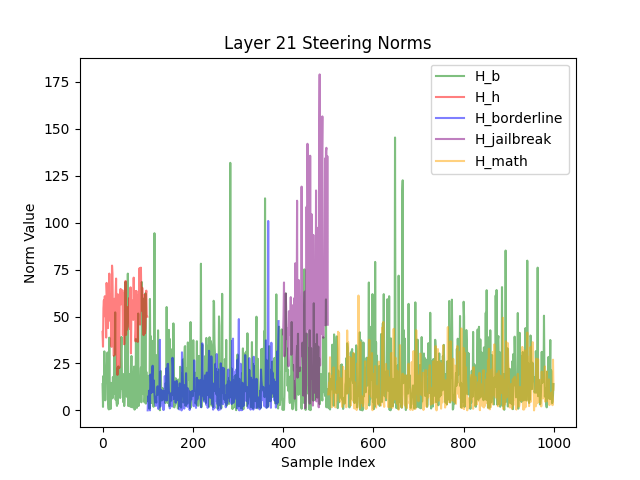 Layer 21 Steering Norms
Norm Value
175
150
125
100
75
50
25
0
0
200
400
600
800
1000
Sample Index
H_b
H_h
H_borderline
H_jailbreak
H_math